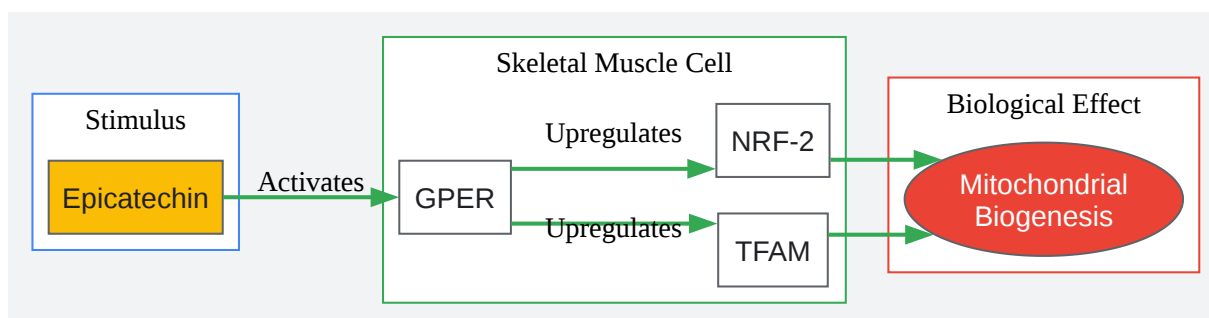 Stimulus
Epicatechin
Activates
Skeletal Muscle Cell
GPER
Upregulates
NRF-2
Upregulates
TFAM
Biological Effect
Mitochondrial
Biogenesis